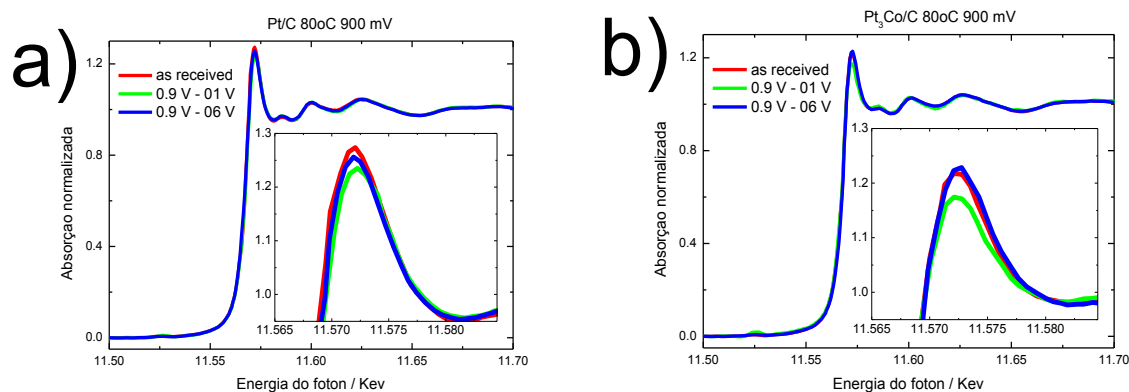 a)
Pt/C 80oC 900 mV
as received
0.9 V - 01 V
0.9 V - 06 V
Absorçao normalizada
1.2
0.8
0.4
0.0
1.3
1.2
1.1
1.0
11.565 11.570 11.575 11.580
11.50 11.55 11.60 11.65 11.70
Energia do foton / Kev
b)
Pt3Co/C 80oC 900 mV
as received
0.9 V - 01 V
0.9 V - 06 V
Absorçao normalizada
1.2
0.8
0.4
0.0
1.3
1.2
1.1
1.0
11.565 11.570 11.575 11.580
11.50 11.55 11.60 11.65 11.70
Energia do foton / Kev